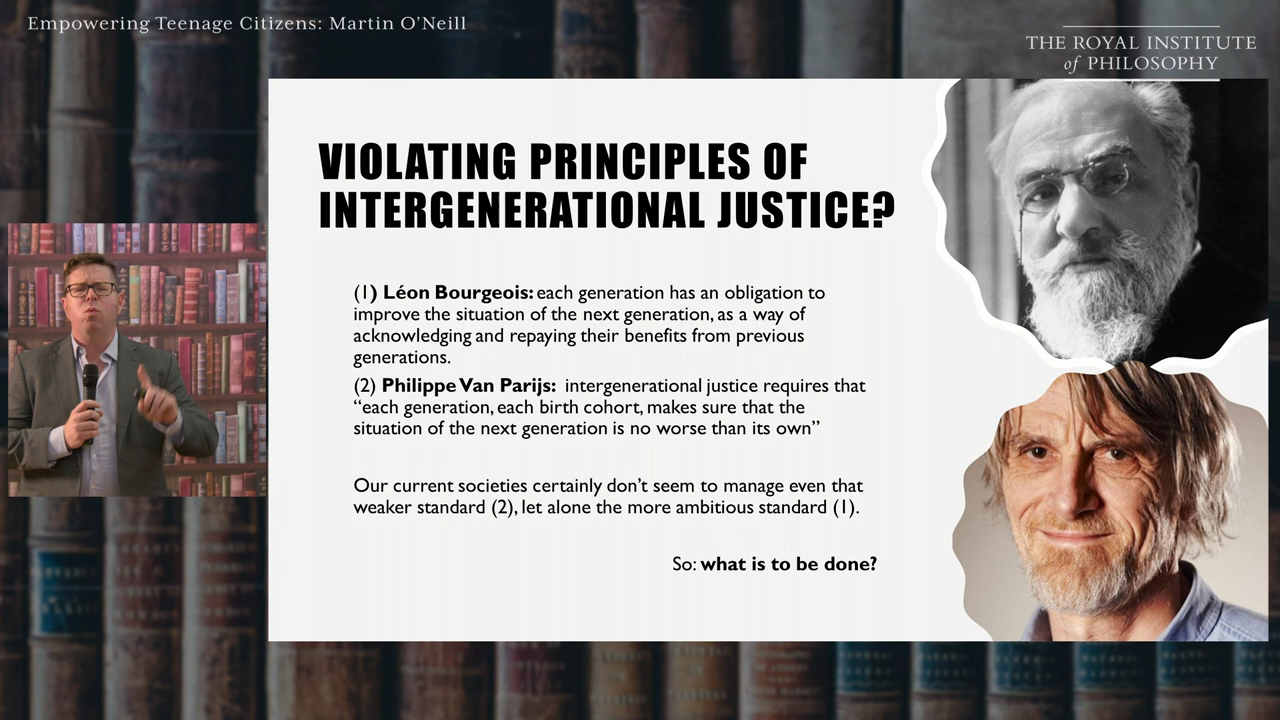 Empowering Teenage Citizens: Martin O'Neill
THE ROYAL INSTITUTE
of PHILOSOPHY
VIOLATING PRINCIPLES OF
INTERGENERATIONAL JUSTICE?
(1) Léon Bourgeois: each generation has an obligation to
improve the situation of the next generation, as a way of
acknowledging and repaying their benefits from previous
generations.
(2) Philippe Van Parijs: intergenerational justice requires that
“each generation, each birth cohort, makes sure that the
situation of the next generation is no worse than its own”
Our current societies certainly don’t seem to manage even that
weaker standard (2), let alone the more ambitious standard (1).
So: what is to be done?